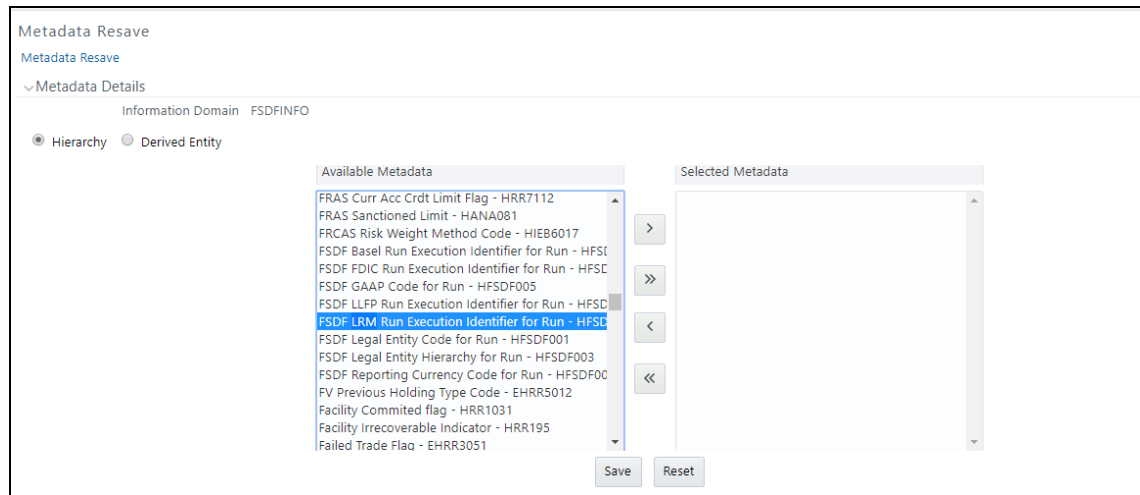 Metadata Resave
Metadata Resave
Metadata Details
Information Domain FSDFINFO
Hierarchy Derived Entity
Available Metadata Selected Metadata
FRAS Curr Acc Crdt Limit Flag - HRR7112
FRAS Sanctioned Limit - HANA081
FRCAS Risk Weight Method Code - HIEB6017
FSDF Basel Run Execution Identifier for Run - HFSD
FSDF FDIC Run Execution Identifier for Run - HFSD
FSDF GAAP Code for Run - HFSDF005
FSDF LLFP Run Execution Identifier for Run - HFSD
FSDF LRM Run Execution Identifier for Run - HFSD
FSDF Legal Entity Code for Run - HFSDF001
FSDF Legal Entity Hierarchy for Run - HFSDF003
FSDF Reporting Currency Code for Run - HFSDF00
FV Previous Holding Type Code - EHRR5012
Facility Commited flag - HRR1031
Facility Irrecoverable Indicator - HRR195
Failed Trade Flag - EHRR3051
Save Reset